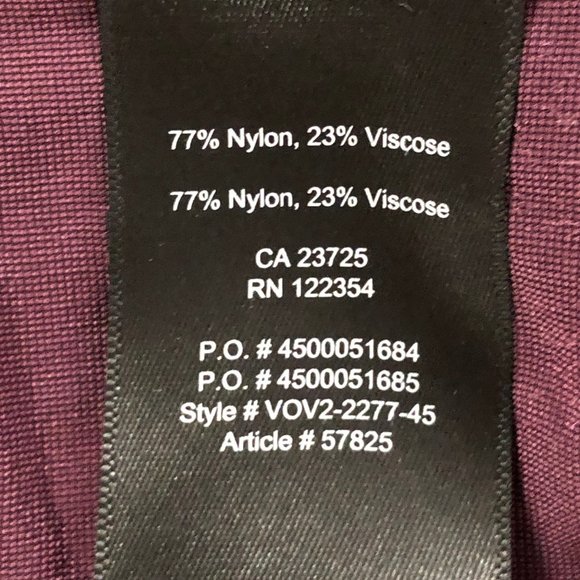 77% Nylon, 23% Viscose
77% Nylon, 23% Viscose
CA 23725
RN 122354
P.O. # 4500051684
P.O. # 4500051685
Style # VOV2-2277-45
Article # 57825